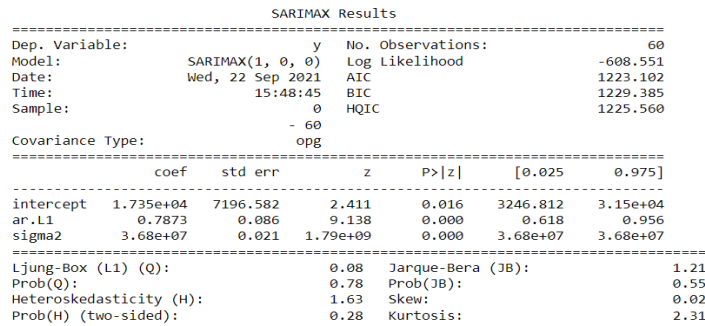 SARIMAX Results
==============================================================================
Dep. Variable:                      y   No. Observations:                   60
Model:               SARIMAX(1, 0, 0)   Log Likelihood                -608.551
Date:                Wed, 22 Sep 2021   AIC                           1223.102
Time:                        15:48:45   BIC                           1229.385
Sample:                             0   HQIC                          1225.560
- 60
Covariance Type:                  opg
==============================================================================
coef    std err          z      P>|z|      [0.025      0.975]
------------------------------------------------------------------------------
intercept   1.735e+04   7196.582      2.411      0.016    3246.812    3.15e+04
ar.L1          0.7873      0.086      9.138      0.000       0.618       0.956
sigma2       3.68e+07      0.021   1.79e+09      0.000    3.68e+07    3.68e+07
===================================================================================
Ljung-Box (L1) (Q):                   0.08   Jarque-Bera (JB):                 1.21
Prob(Q):                              0.78   Prob(JB):                         0.55
Heteroskedasticity (H):               1.63   Skew:                             0.02
Prob(H) (two-sided):                  0.28   Kurtosis:                         2.31